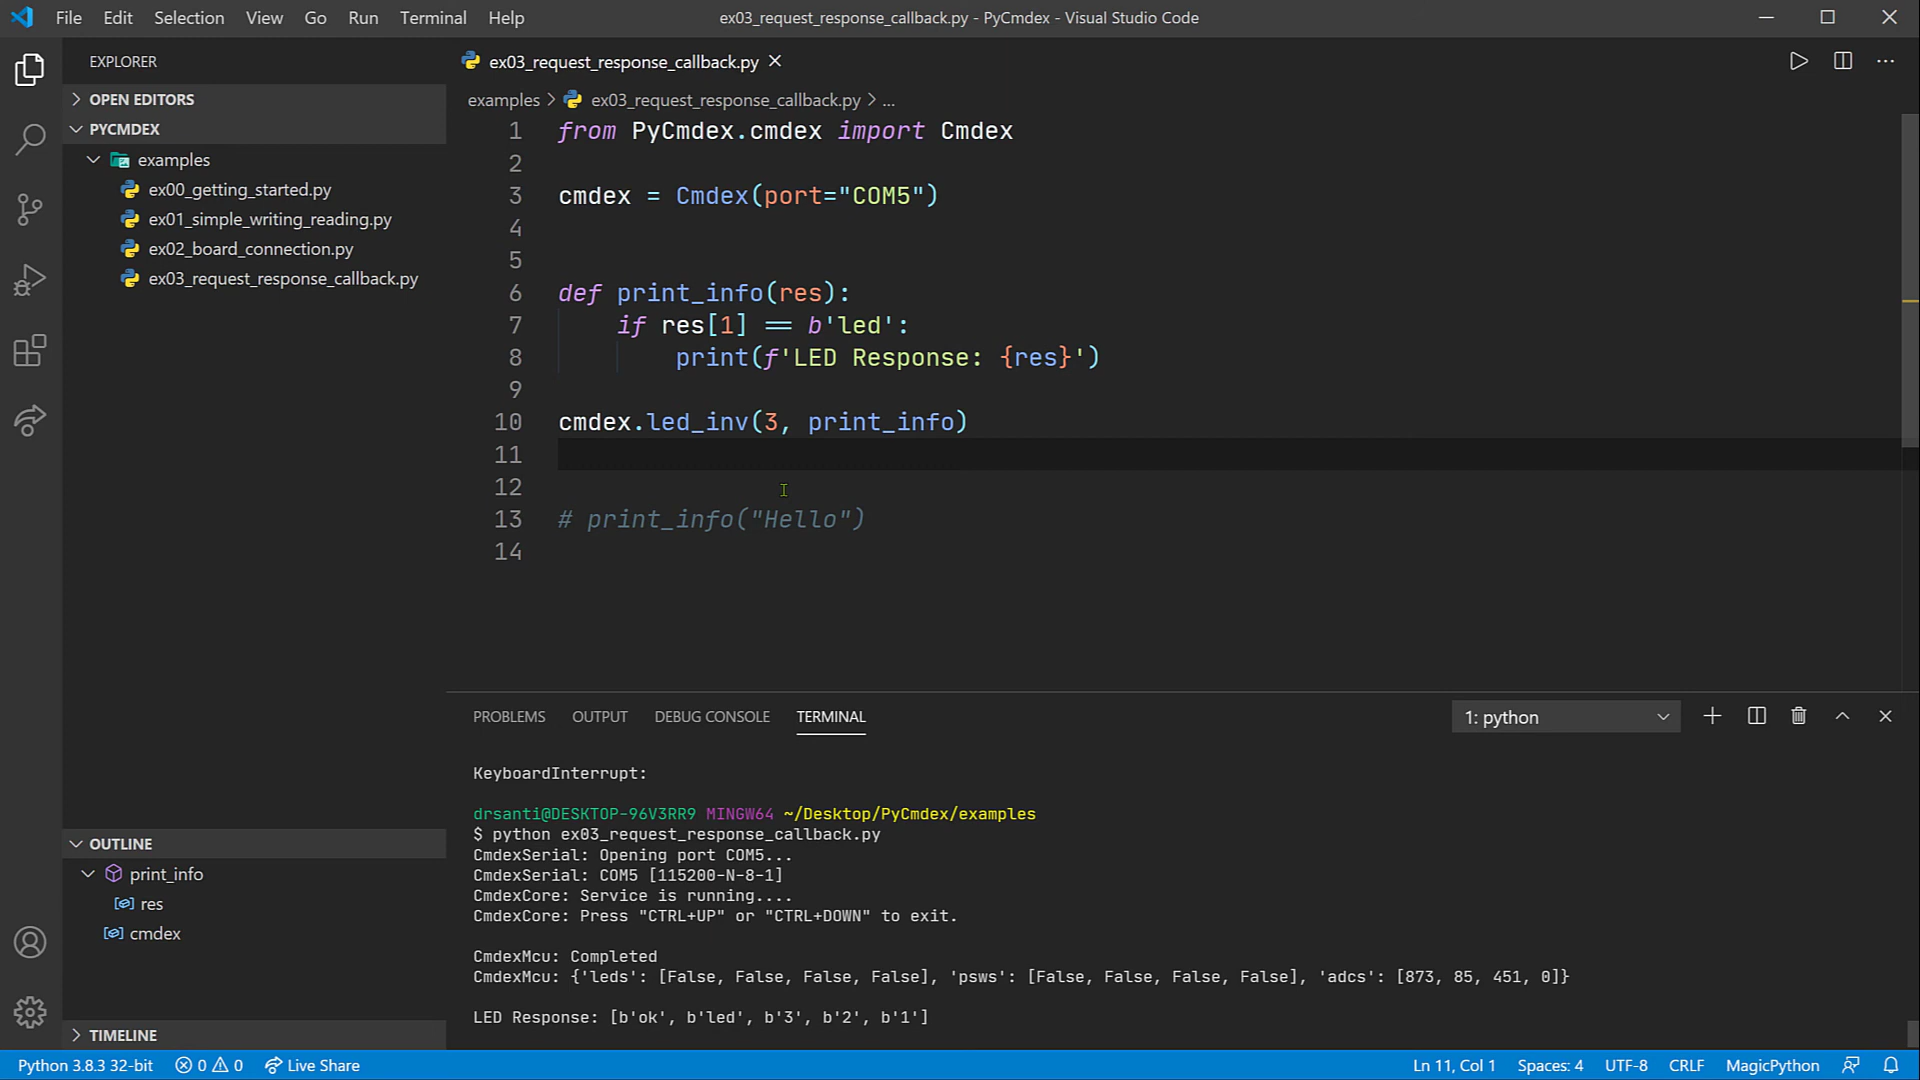 File Edit Selection View Go Run Terminal Help
ex03_request_response_callback.py - PyCmdex - Visual Studio Code
EXPLORER
OPEN EDITORS
PYCMDEX
examples
ex00_getting_started.py
ex01_simple_writing_reading.py
ex02_board_connection.py
ex03_request_response_callback.py
OUTLINE
print_info
res
cmdex
TIMELINE
ex03_request_response_callback.py
examples > ex03_request_response_callback.py > ...
1 from PyCmdex.cmdex import Cmdex
2
3 cmdex = Cmdex(port="COM5")
4
5
6 def print_info(res):
7 if res[1] == b'led':
8 print(f'LED Response: {res}')
9
10 cmdex.led_inv(3, print_info)
11
12
13 # print_info("Hello")
14
PROBLEMS OUTPUT DEBUG CONSOLE TERMINAL
1: python
KeyboardInterrupt:
drsanti@DESKTOP-96V3RR9 MINGW64 ~/Desktop/PyCmdex/examples
$ python ex03_request_response_callback.py
CmdexSerial: Opening port COM5...
CmdexSerial: COM5 [115200-N-8-1]
CmdexCore: Service is running....
CmdexCore: Press "CTRL+UP" or "CTRL+DOWN" to exit.
CmdexMcu: Completed
CmdexMcu: {'leds': [False, False, False, False], 'psws': [False, False, False, False], 'adcs': [873, 85, 451, 0]}
LED Response: [b'ok', b'led', b'3', b'2', b'1']
Python 3.8.3 32-bit 0 0 Live Share
Ln 11, Col 1 Spaces: 4 UTF-8 CRLF MagicPython